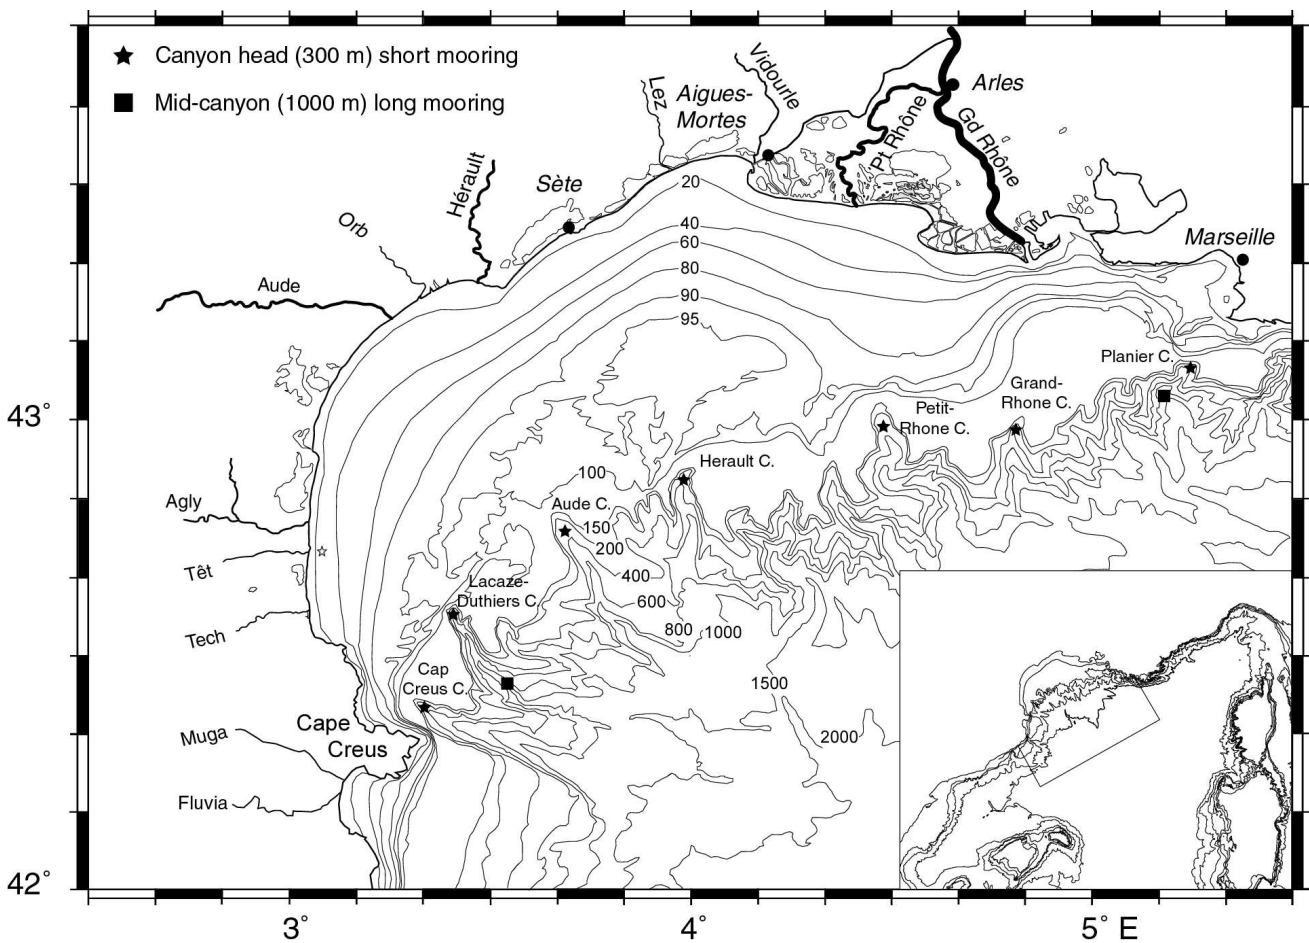 Canyon head (300 m) short mooring
Mid-canyon (1000 m) long mooring
Vidourle
Lez
Aigues-
Mortes
Arles
Pt Rhône
Gd Rhône
Hérault
Sète
Orb
Marseille
Aude
20
40
60
80
90
95
Planier C.
Grand-
Rhone C.
Petit-
Rhone C.
43°
Herault C.
100
Aude C.
150
200
Agly
400
Têt
Lacaze-
Duthiers C.
600
800
1000
Tech
Cap
Creus C.
1500
Cape
Creus
Muga
2000
Fluvia
42°
3°
4°
5° E